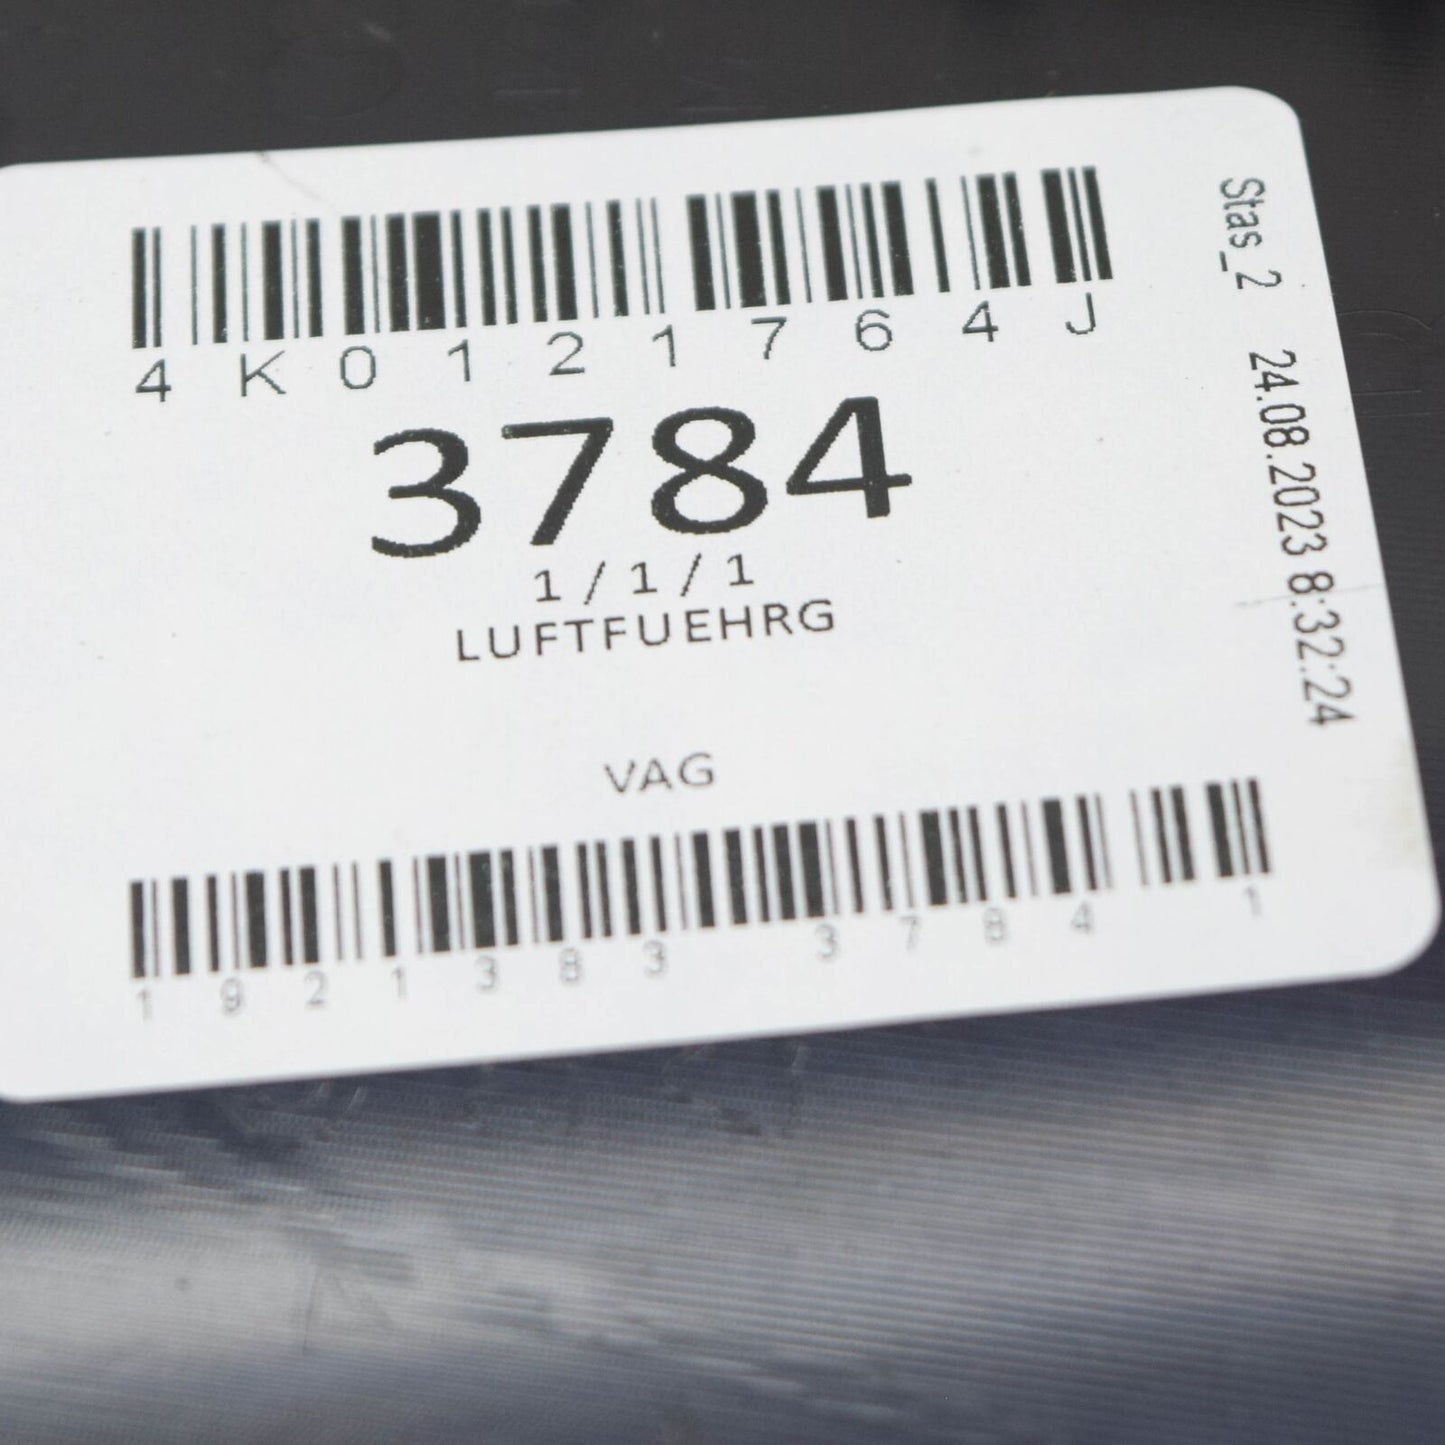 4K0121764J
3784
1/1/1
LUFTFUEHRG
VAG
1921383 3784 1
Stas_2 24.08.2023 8:32:24